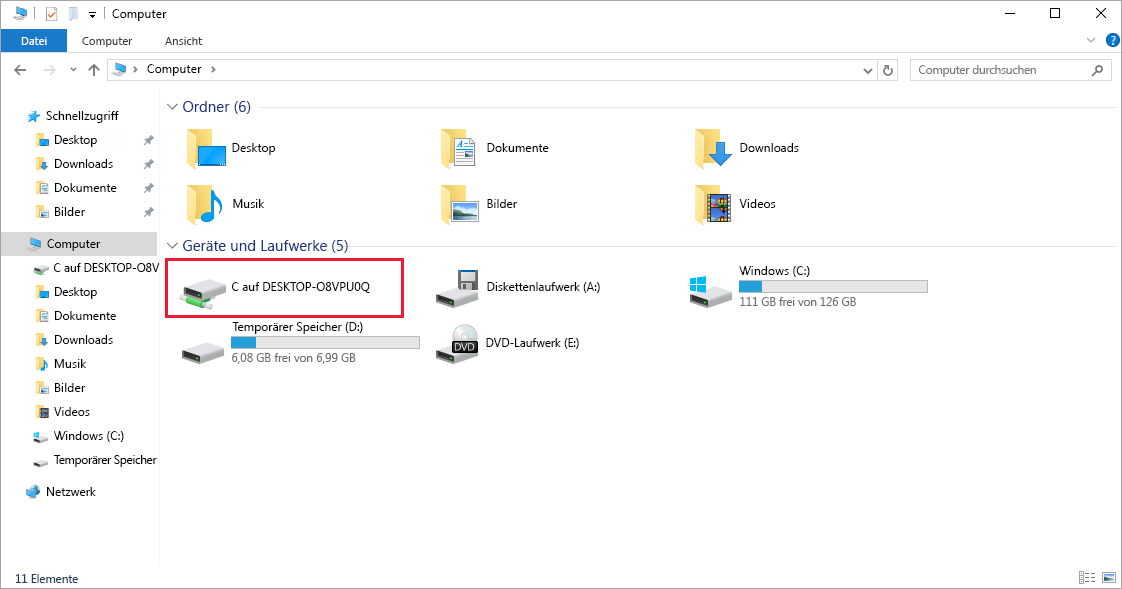 Computer
Datei
Computer
Ansicht
?
Computer
Computer durchsuchen
Schnellzugriff
Desktop
Downloads
Dokumente
Bilder
Computer
C auf DESKTOP-O8V
Desktop
Dokumente
Downloads
Musik
Bilder
Videos
Windows (C:)
Temporärer Speicher
Netzwerk
Ordner (6)
Desktop
Dokumente
Downloads
Musik
Bilder
Videos
Geräte und Laufwerke (5)
C auf DESKTOP-O8VPU0Q
Diskettenlaufwerk (A:)
Windows (C:)
111 GB frei von 126 GB
Temporärer Speicher (D:)
6,08 GB frei von 6,99 GB
DVD
DVD-Laufwerk (E:)
11 Elemente